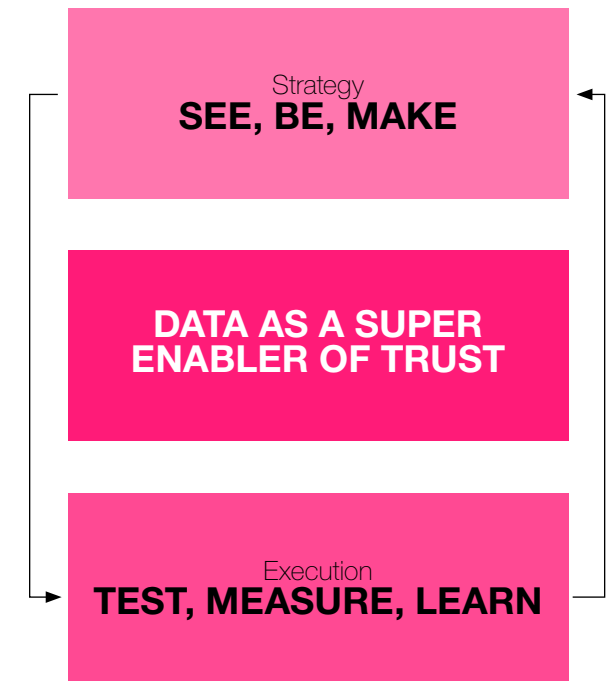 Strategy
SEE, BE, MAKE
DATA AS A SUPER
ENABLER OF TRUST
Execution
TEST, MEASURE, LEARN